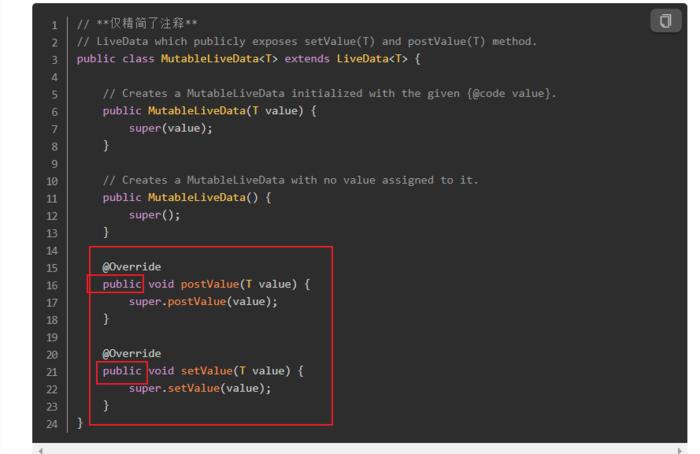 1 // **仅精简了注释**
2 // LiveData which publicly exposes setValue(T) and postValue(T) method.
3 public class MutableLiveData<T> extends LiveData<T> {
4
5     // Creates a MutableLiveData initialized with the given {@code value}.
6     public MutableLiveData(T value) {
7         super(value);
8     }
9
10     // Creates a MutableLiveData with no value assigned to it.
11     public MutableLiveData() {
12         super();
13     }
14
15     @Override
16     public void postValue(T value) {
17         super.postValue(value);
18     }
19
20     @Override
21     public void setValue(T value) {
22         super.setValue(value);
23     }
24 }